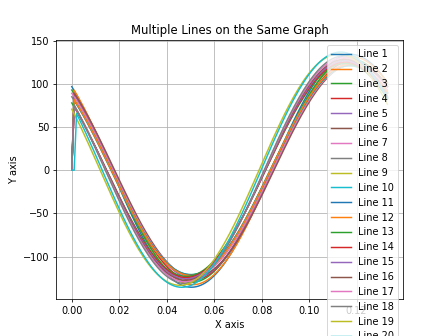 Multiple Lines on the Same Graph
150
100
50
0
−50
−100
Y axis
0.00
0.02
0.04
0.06
0.08
0.10
X axis
Line 1
Line 2
Line 3
Line 4
Line 5
Line 6
Line 7
Line 8
Line 9
Line 10
Line 11
Line 12
Line 13
Line 14
Line 15
Line 16
Line 17
Line 18
Line 19
Line 20